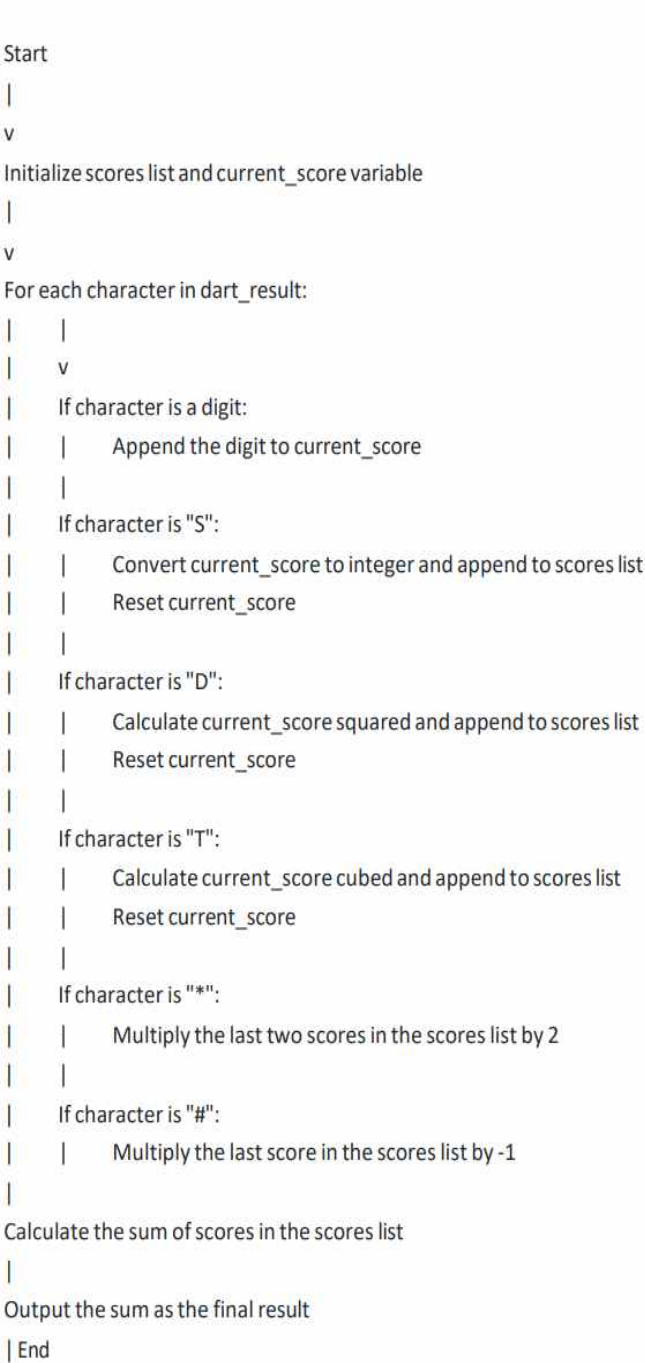 Start
|
v
Initialize scores list and current_score variable
|
v
For each character in dart_result:
| |
| v
| If character is a digit:
| | Append the digit to current_score
| |
| If character is "S":
| | Convert current_score to integer and append to scores list
| | Reset current_score
| |
| If character is "D":
| | Calculate current_score squared and append to scores list
| | Reset current_score
| |
| If character is "T":
| | Calculate current_score cubed and append to scores list
| | Reset current_score
| |
| If character is "*":
| | Multiply the last two scores in the scores list by 2
| |
| If character is "#":
| | Multiply the last score in the scores list by -1
|
Calculate the sum of scores in the scores list
|
Output the sum as the final result
| End